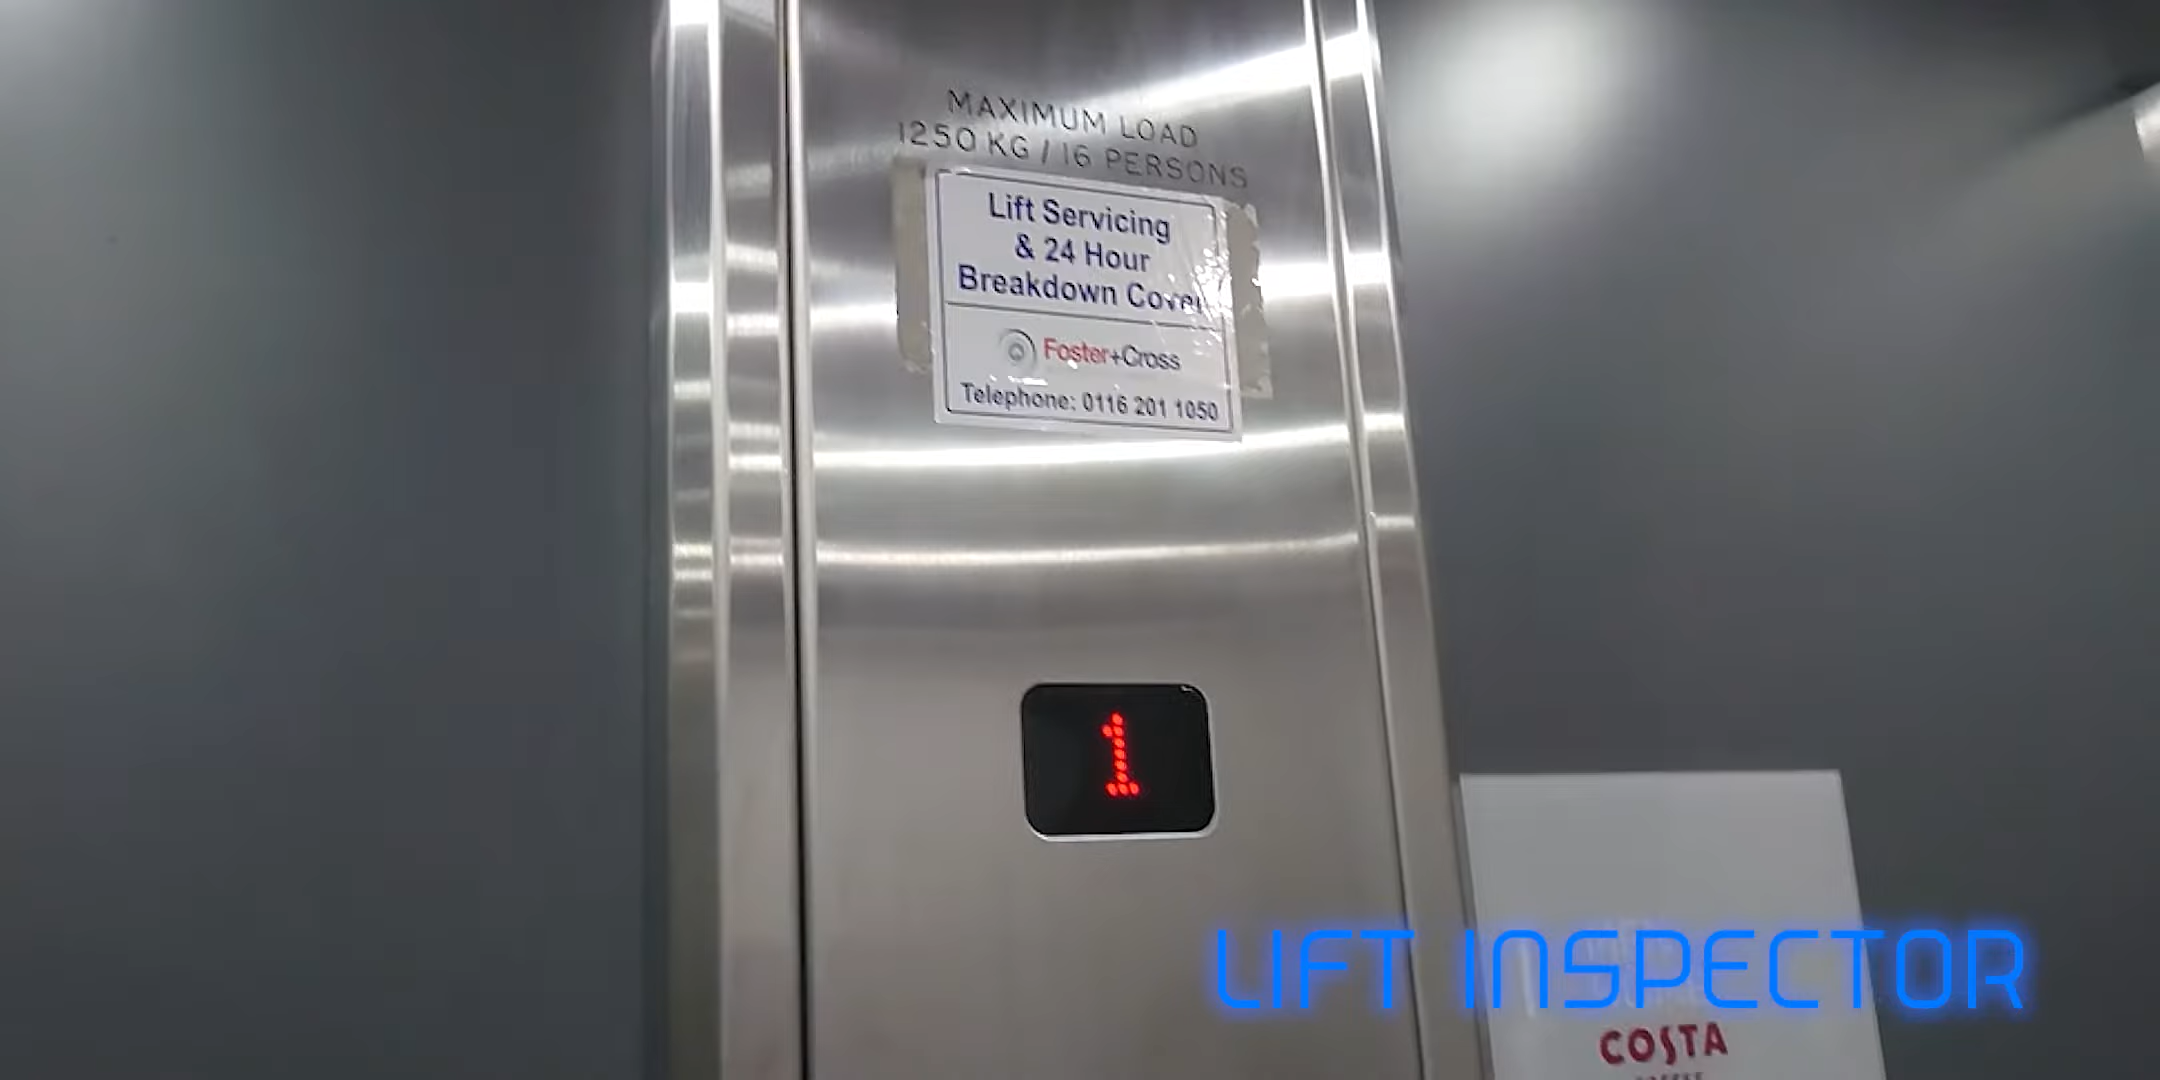 MAXIMUM LOAD
1250 KG / 16 PERSONS
Lift Servicing
& 24 Hour
Breakdown Cover
Foster+Cross
Telephone: 0116 201 1050
1
LIFT INSPECTOR
COSTA